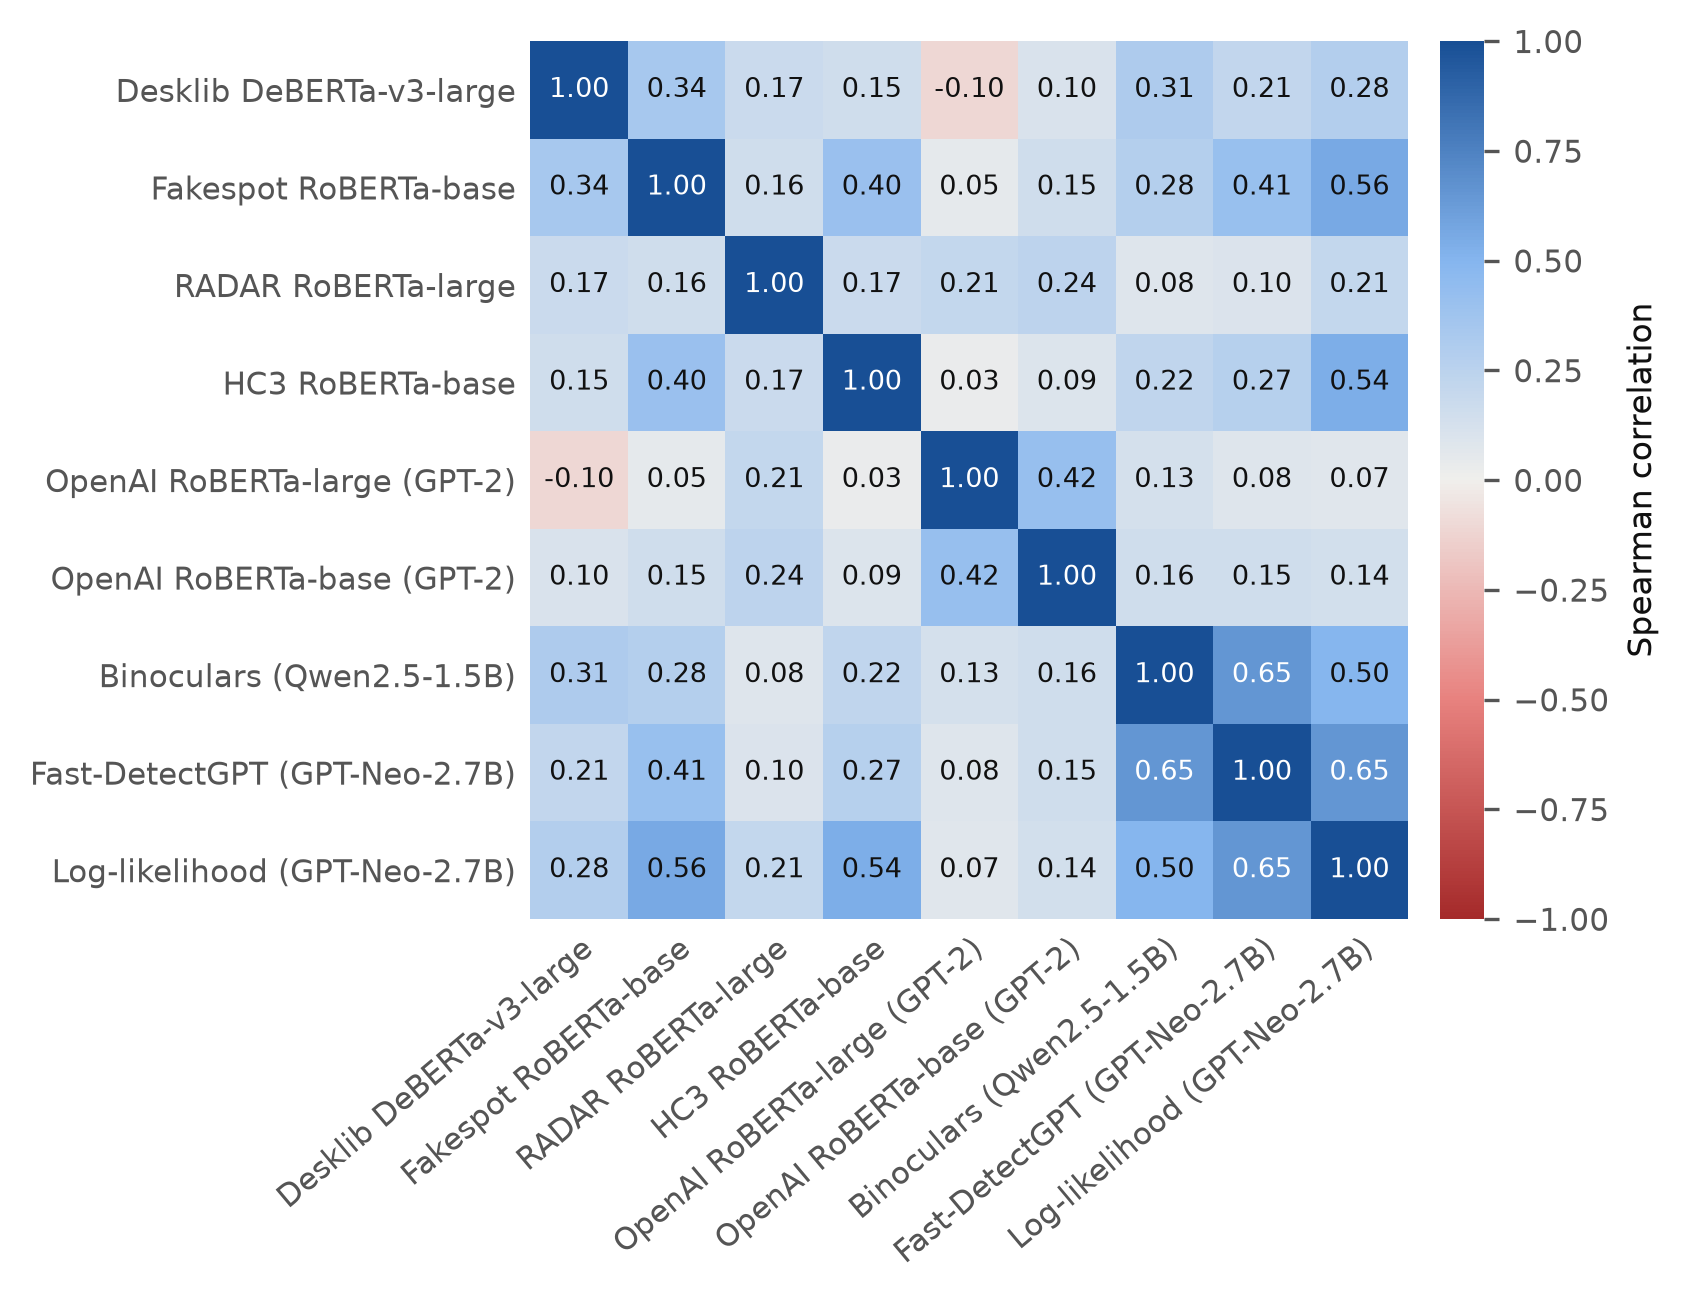 Desklib DeBERTa-v3-large 1.00 0.34 0.17 0.15 -0.10 0.10 0.31 0.21 0.28
Fakespot RoBERTa-base 0.34 1.00 0.16 0.40 0.05 0.15 0.28 0.41 0.56
RADAR RoBERTa-large 0.17 0.16 1.00 0.17 0.21 0.24 0.08 0.10 0.21
HC3 RoBERTa-base 0.15 0.40 0.17 1.00 0.03 0.09 0.22 0.27 0.54
OpenAI RoBERTa-large (GPT-2) -0.10 0.05 0.21 0.03 1.00 0.42 0.13 0.08 0.07
OpenAI RoBERTa-base (GPT-2) 0.10 0.15 0.24 0.09 0.42 1.00 0.16 0.15 0.14
Binoculars (Qwen2.5-1.5B) 0.31 0.28 0.08 0.22 0.13 0.16 1.00 0.65 0.50
Fast-DetectGPT (GPT-Neo-2.7B) 0.21 0.41 0.10 0.27 0.08 0.15 0.65 1.00 0.65
Log-likelihood (GPT-Neo-2.7B) 0.28 0.56 0.21 0.54 0.07 0.14 0.50 0.65 1.00
Desklib DeBERTa-v3-large
Fakespot RoBERTa-base
RADAR RoBERTa-large
HC3 RoBERTa-base
OpenAI RoBERTa-large (GPT-2)
OpenAI RoBERTa-base (GPT-2)
Binoculars (Qwen2.5-1.5B)
Fast-DetectGPT (GPT-Neo-2.7B)
Log-likelihood (GPT-Neo-2.7B)
1.00
0.75
0.50
0.25
0.00
−0.25
−0.50
−0.75
−1.00
Spearman correlation